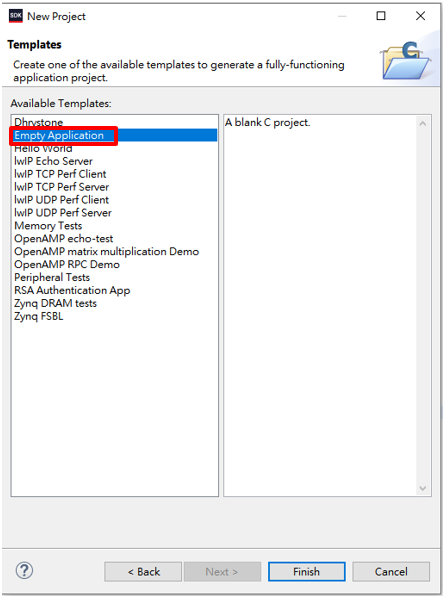 SDK New Project
Templates
Create one of the available templates to generate a fully-functioning
application project.
C
Available Templates:
Dhrystone
Empty Application
Hello World
lwIP Echo Server
lwIP TCP Perf Client
lwIP TCP Perf Server
lwIP UDP Perf Client
lwIP UDP Perf Server
Memory Tests
OpenAMP echo-test
OpenAMP matrix multiplication Demo
OpenAMP RPC Demo
Peripheral Tests
RSA Authentication App
Zynq DRAM tests
Zynq FSBL
A blank C project.
?
< Back
Next >
Finish
Cancel